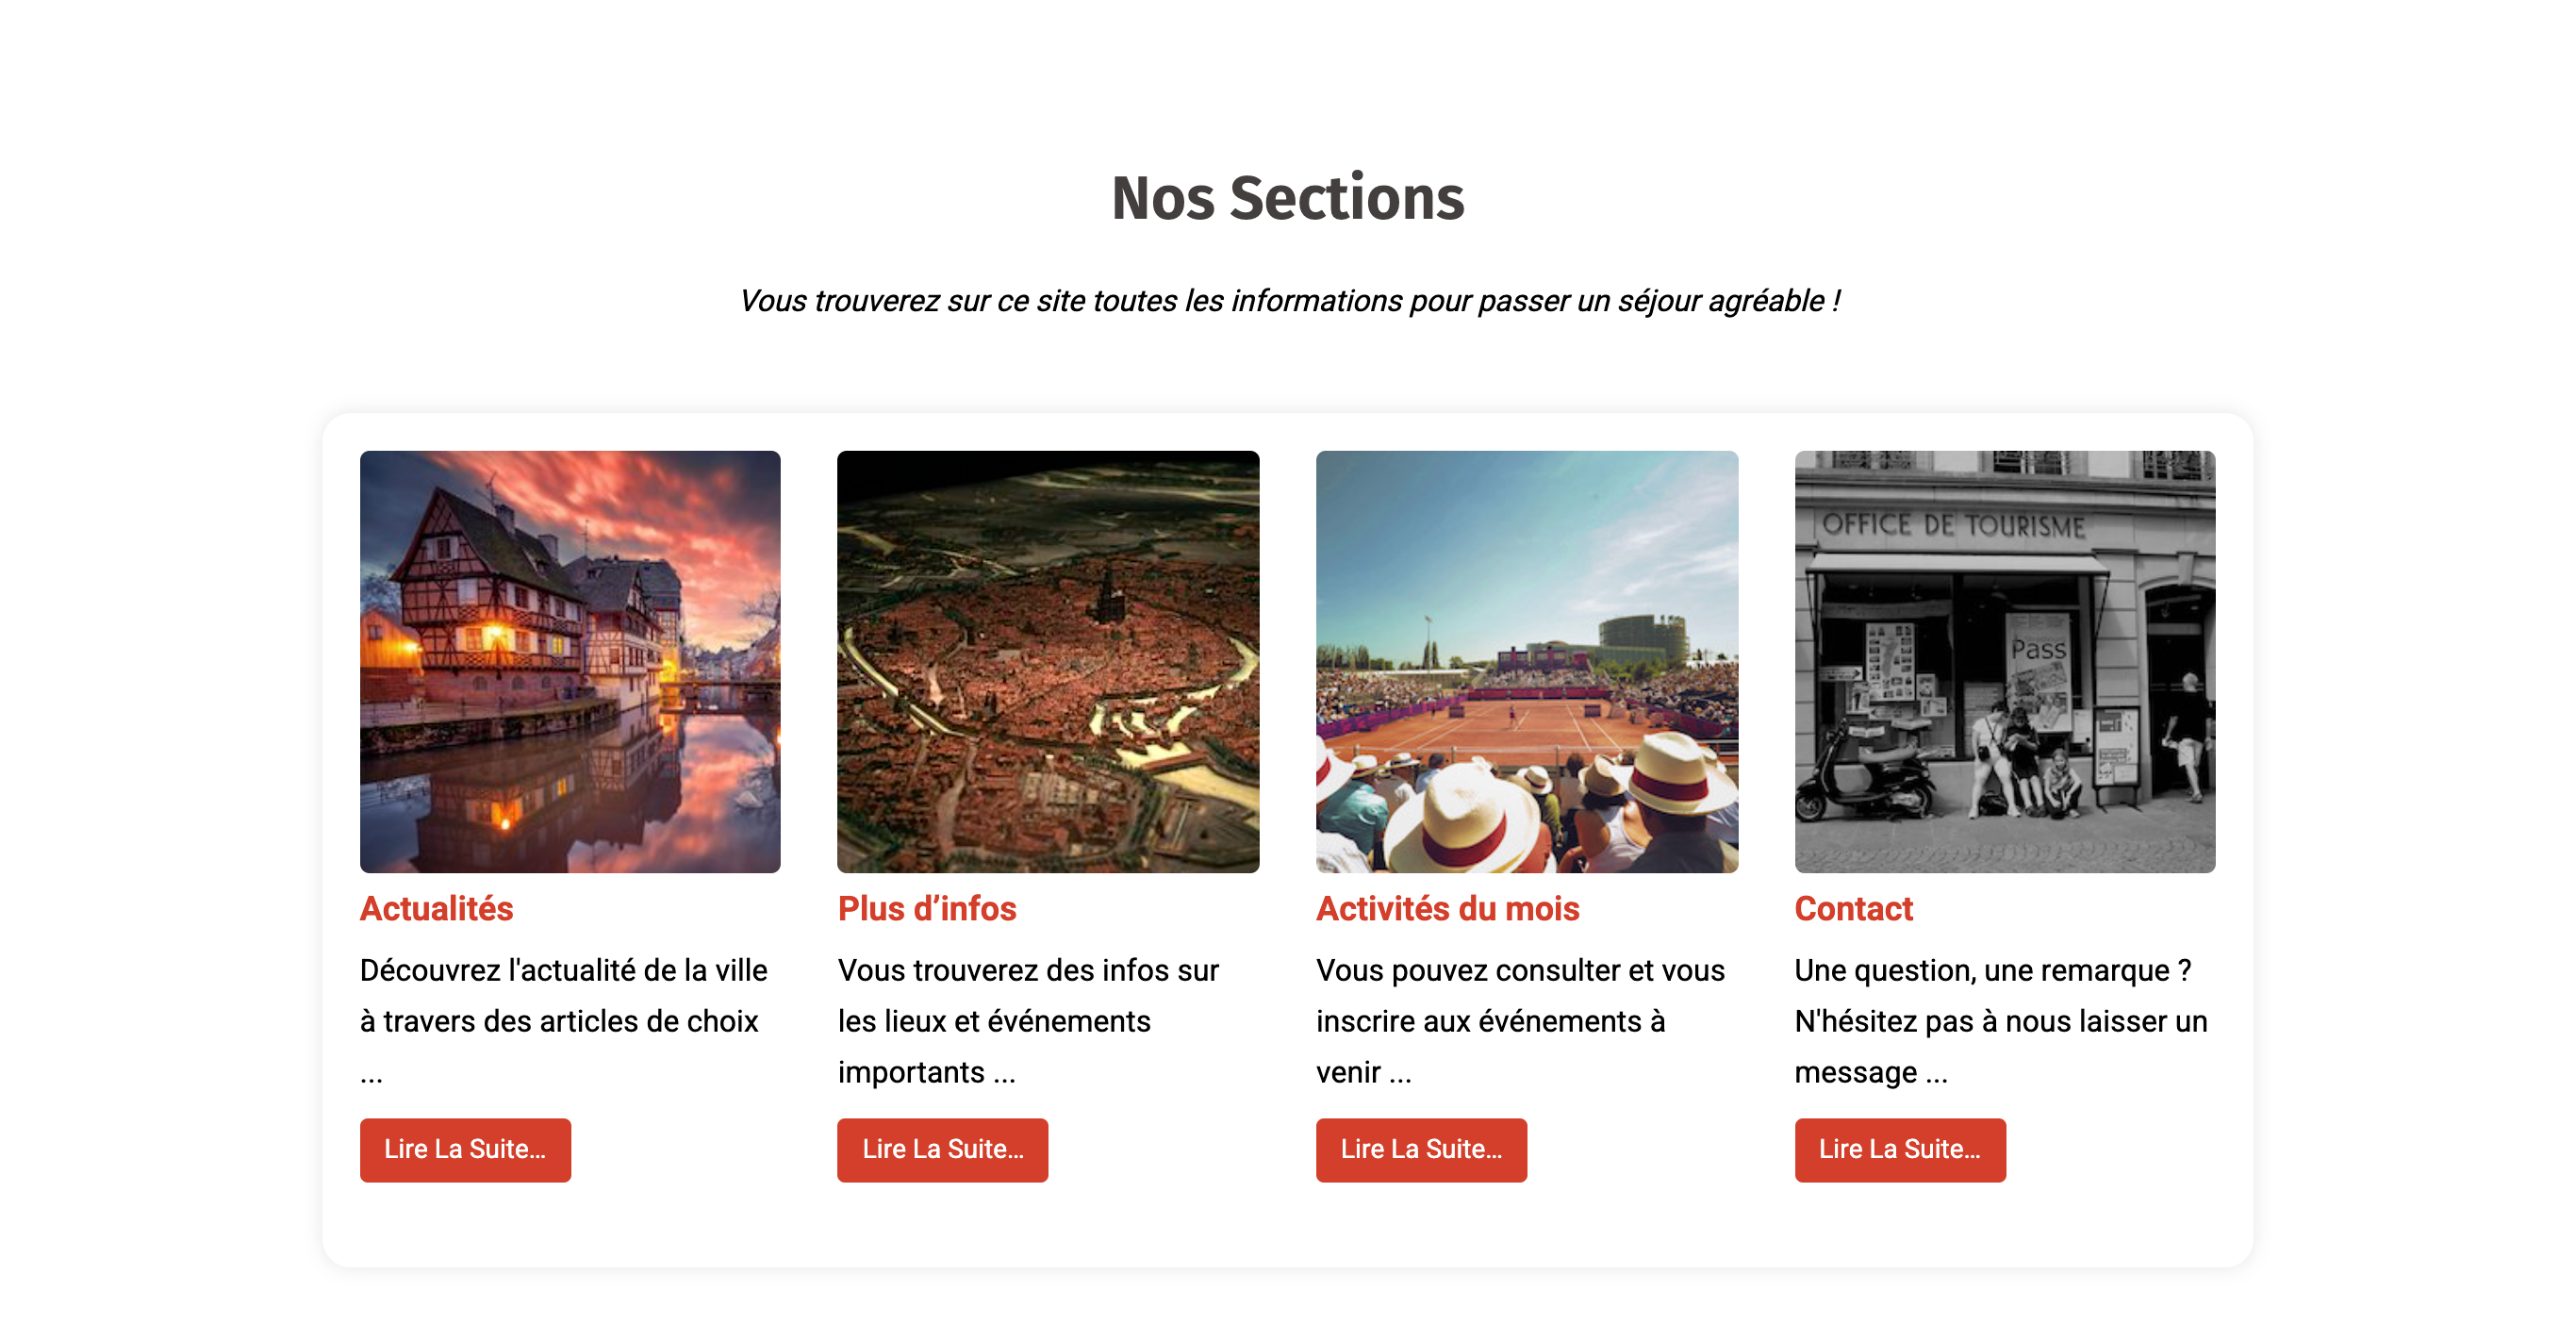 Nos Sections
Vous trouverez sur ce site toutes les informations pour passer un séjour agréable !
OFFICE DE TOURISME
Pass
Actualités
Découvrez l'actualité de la ville
à travers des articles de choix
...
Lire La Suite...
Plus d’infos
Vous trouverez des infos sur
les lieux et événements
importants ...
Lire La Suite...
Activités du mois
Vous pouvez consulter et vous
inscrire aux événements à
venir ...
Lire La Suite...
Contact
Une question, une remarque ?
N'hésitez pas à nous laisser un
message ...
Lire La Suite...